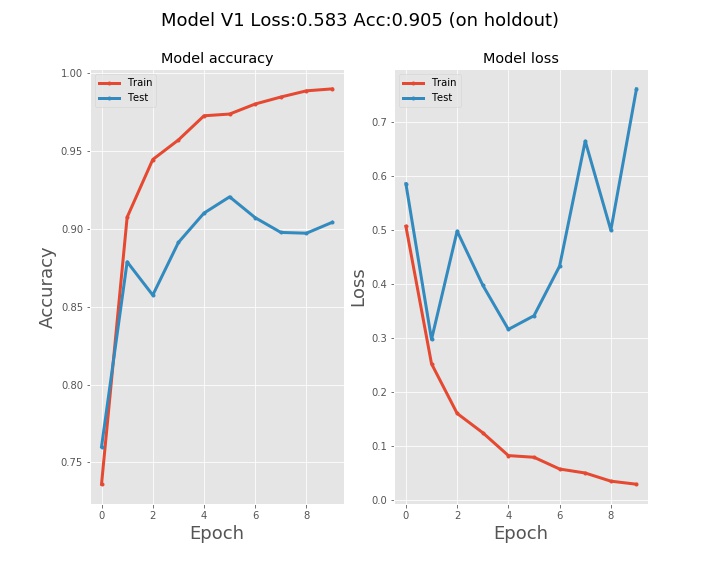 Model V1 Loss:0.583 Acc:0.905 (on holdout)
Model accuracy
Train
Test
1.00
0.95
0.90
0.85
0.80
0.75
Accuracy
0 2 4 6 8
Epoch
Model loss
Train
Test
0.7
0.6
0.5
0.4
0.3
0.2
0.1
0.0
Loss
0 2 4 6 8
Epoch